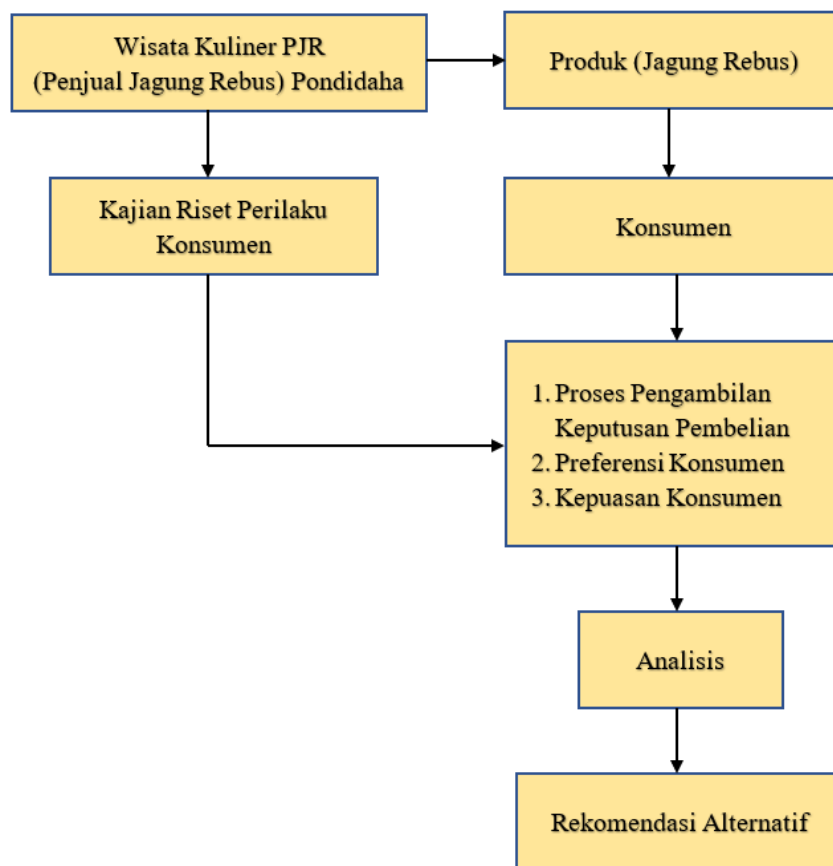 Wisata Kuliner PJR
(Penjual Jagung Rebus) Pondidaha
Produk (Jagung Rebus)
Kajian Riset Perilaku
Konsumen
Konsumen
1. Proses Pengambilan
Keputusan Pembelian
2. Preferensi Konsumen
3. Kepuasan Konsumen
Analisis
Rekomendasi Alternatif